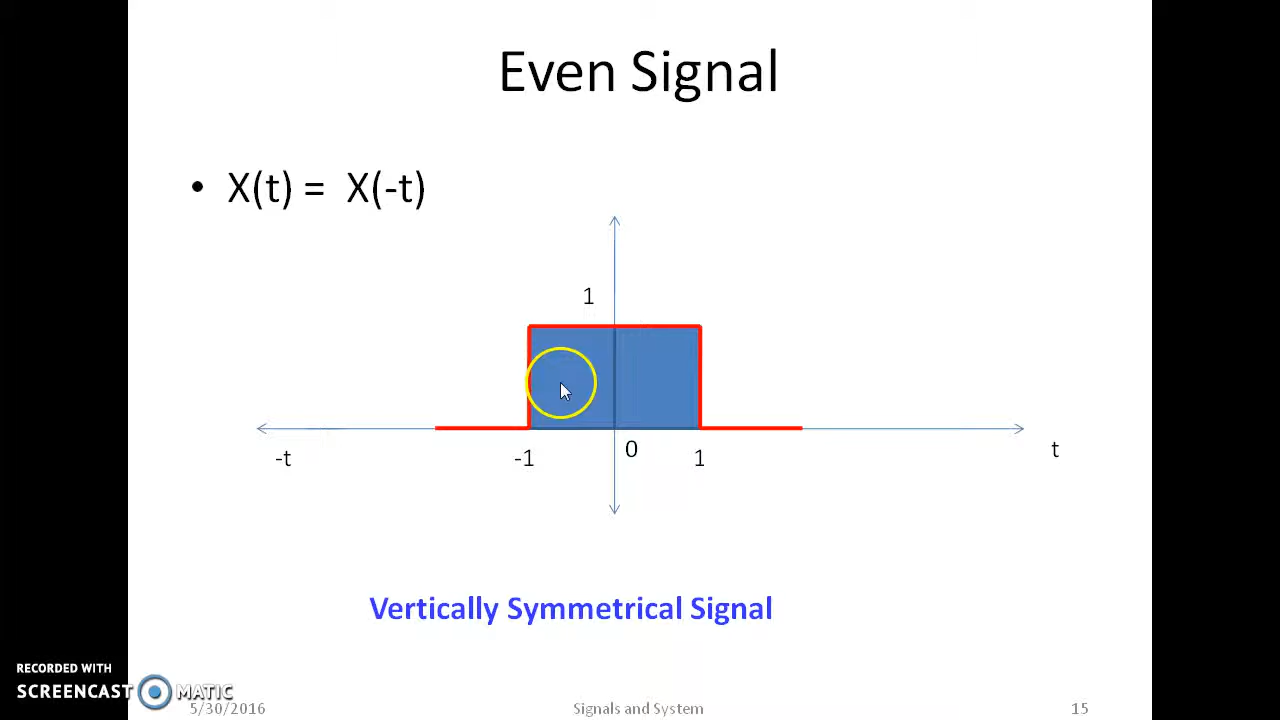 Even Signal
• X(t) = X(-t)
1
-t
-1
0
1
t
Vertically Symmetrical Signal
RECORDED WITH
SCREENCAST MATIC
5/30/2016
Signals and System
15